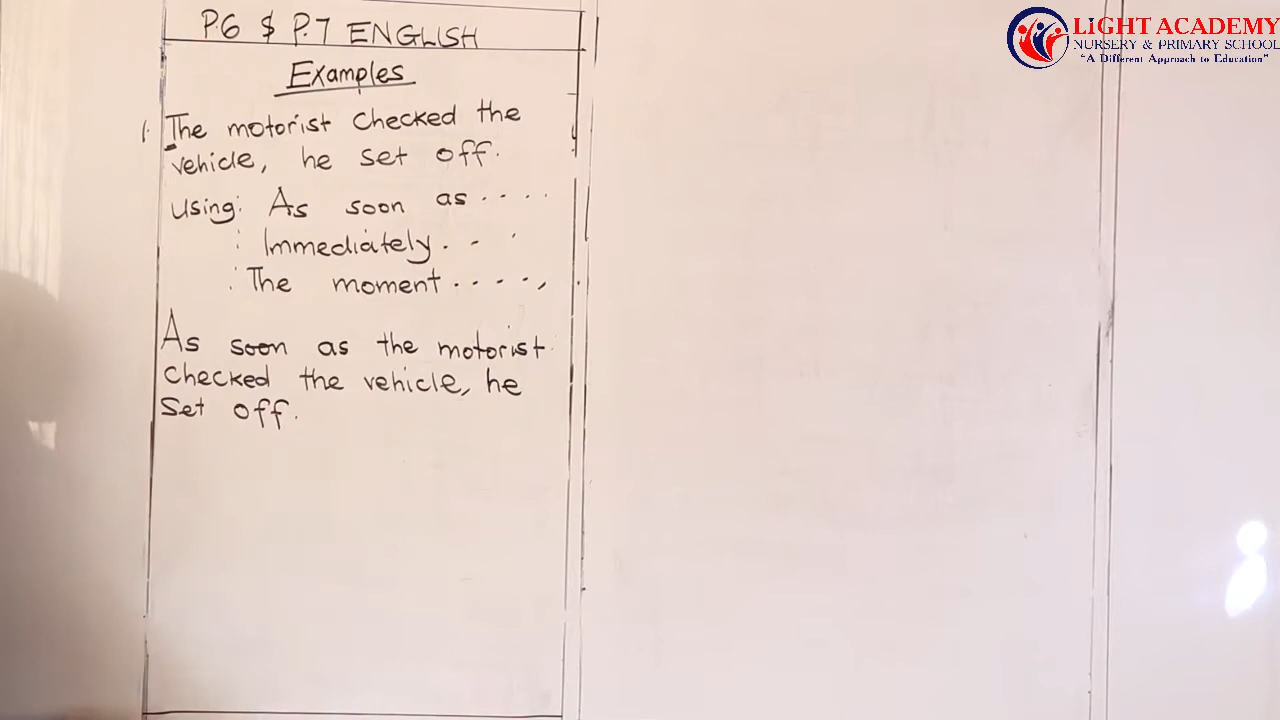 P.6 $ P.7 ENGLISH
Examples
1. The motorist checked the
vehicle, he set off.
Using: As soon as ....
: Immediately. - '
: The moment ....,
As soon as the motorist
checked the vehicle, he
set off.
LIGHT ACADEMY
NURSERY & PRIMARY SCHOOL
"A Different Approach to Education"